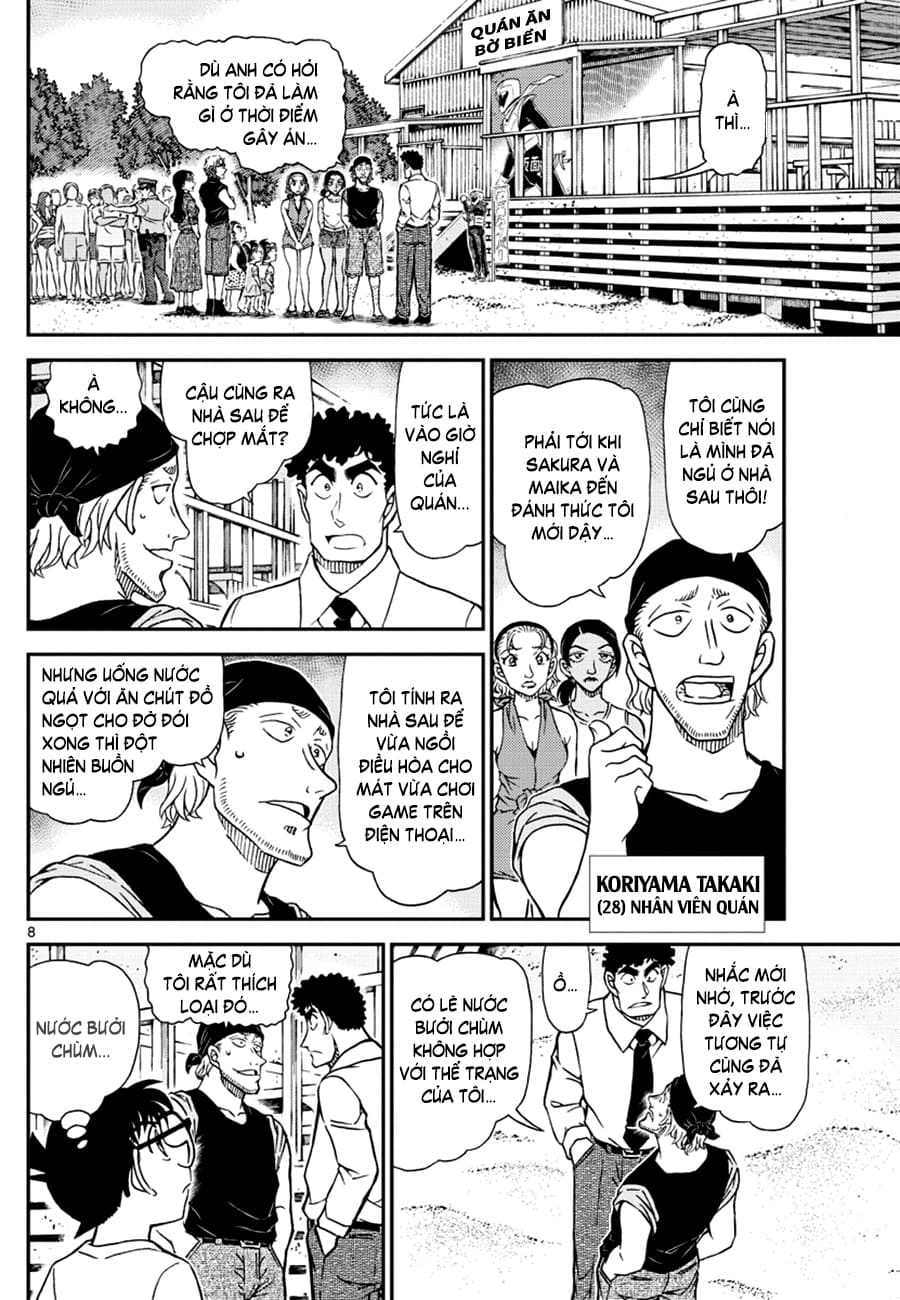 QUÁN ĂN
BỜ BIỂN
À
THÌ...
DÙ ANH CÓ HỎI
RẰNG TÔI ĐÃ LÀM
GÌ Ở THỜI ĐIỂM
GÂY ÁN...
仮面
TÔI CŨNG
CHỈ BIẾT NÓI
LÀ MÌNH ĐÃ
NGỦ Ở NHÀ
SAU THÔI!
PHẢI TỚI KHI
SAKURA VÀ
MAIKA ĐẾN
ĐÁNH THỨC TÔI
MỚI DẬY...
KORIYAMA TAKAKI
(28) NHÂN VIÊN QUÁN
TỨC LÀ
VÀO GIỜ
NGHỈ
CỦA
QUÁN...
CẬU CŨNG RA
NHÀ SAU ĐỂ
CHỢP MẮT?
À
KHÔNG...
TÔI TÍNH RA
NHÀ SAU ĐỂ
VỪA NGỒI
ĐIỀU HÒA CHO
MÁT VỪA CHƠI
GAME TRÊN
ĐIỆN THOẠI...
NHƯNG UỐNG NƯỚC
QUẢ VỚI ĂN CHÚT ĐỒ
NGỌT CHO ĐỠ ĐÓI
XONG THÌ ĐỘT
NHIÊN BUỒN
NGỦ...
8
NHẮC MỚI
NHỚ, TRƯỚC
ĐÂY VIỆC
TƯƠNG TỰ
CŨNG ĐÃ
XẢY RA...
Ồ...
CÓ LẼ NƯỚC
BƯỞI CHÙM
KHÔNG HỢP
VỚI THỂ TRẠNG
CỦA TÔI...
MẶC DÙ
TÔI RẤT THÍCH
LOẠI ĐÓ...
NƯỚC BƯỞI
CHÙM...